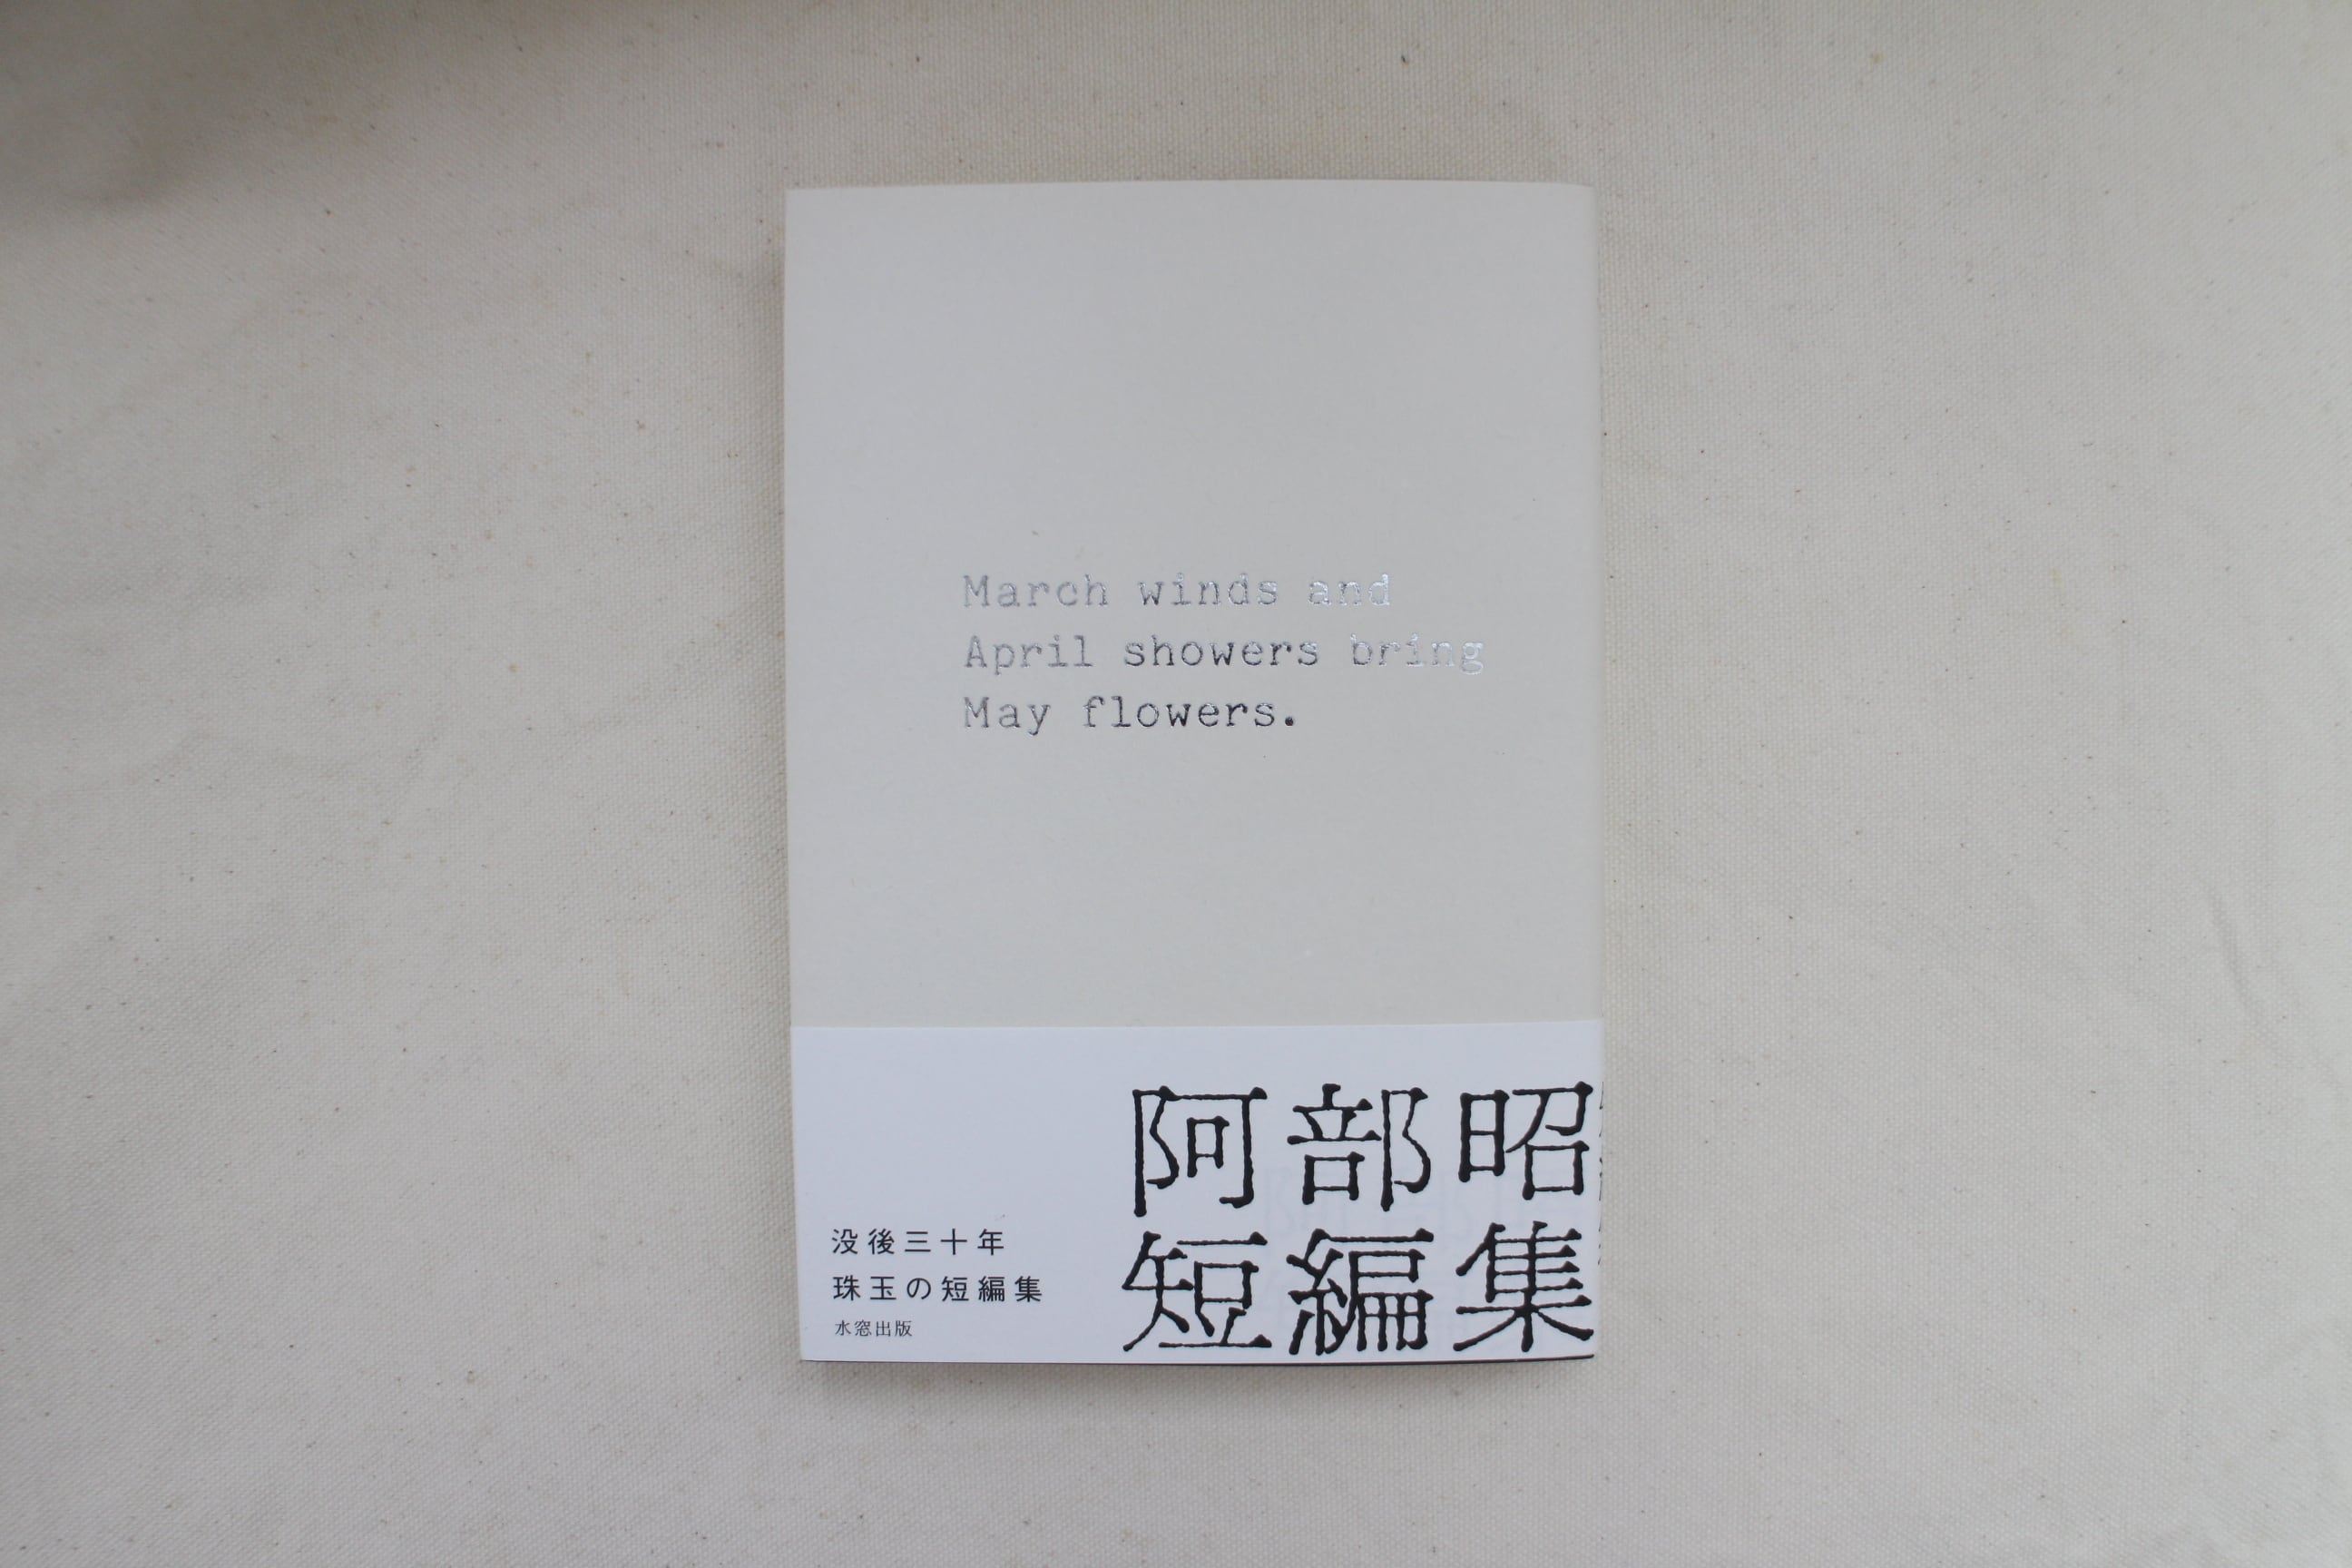 March winds and
April showers bring
May flowers.
阿部昭
短編集
没後三十年
珠玉の短編集
水窓出版